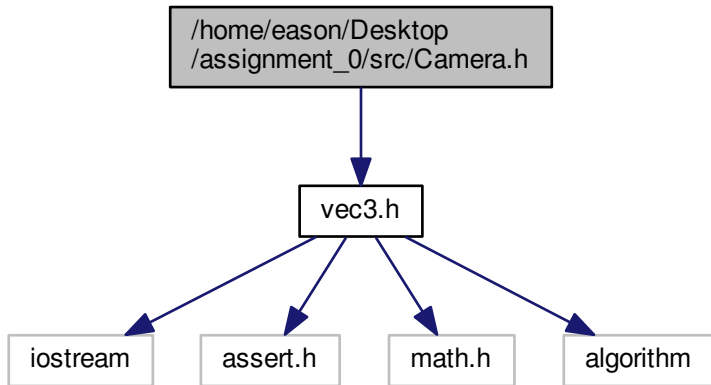 /home/eason/Desktop
/assignment_0/src/Camera.h
vec3.h
iostream
assert.h
math.h
algorithm